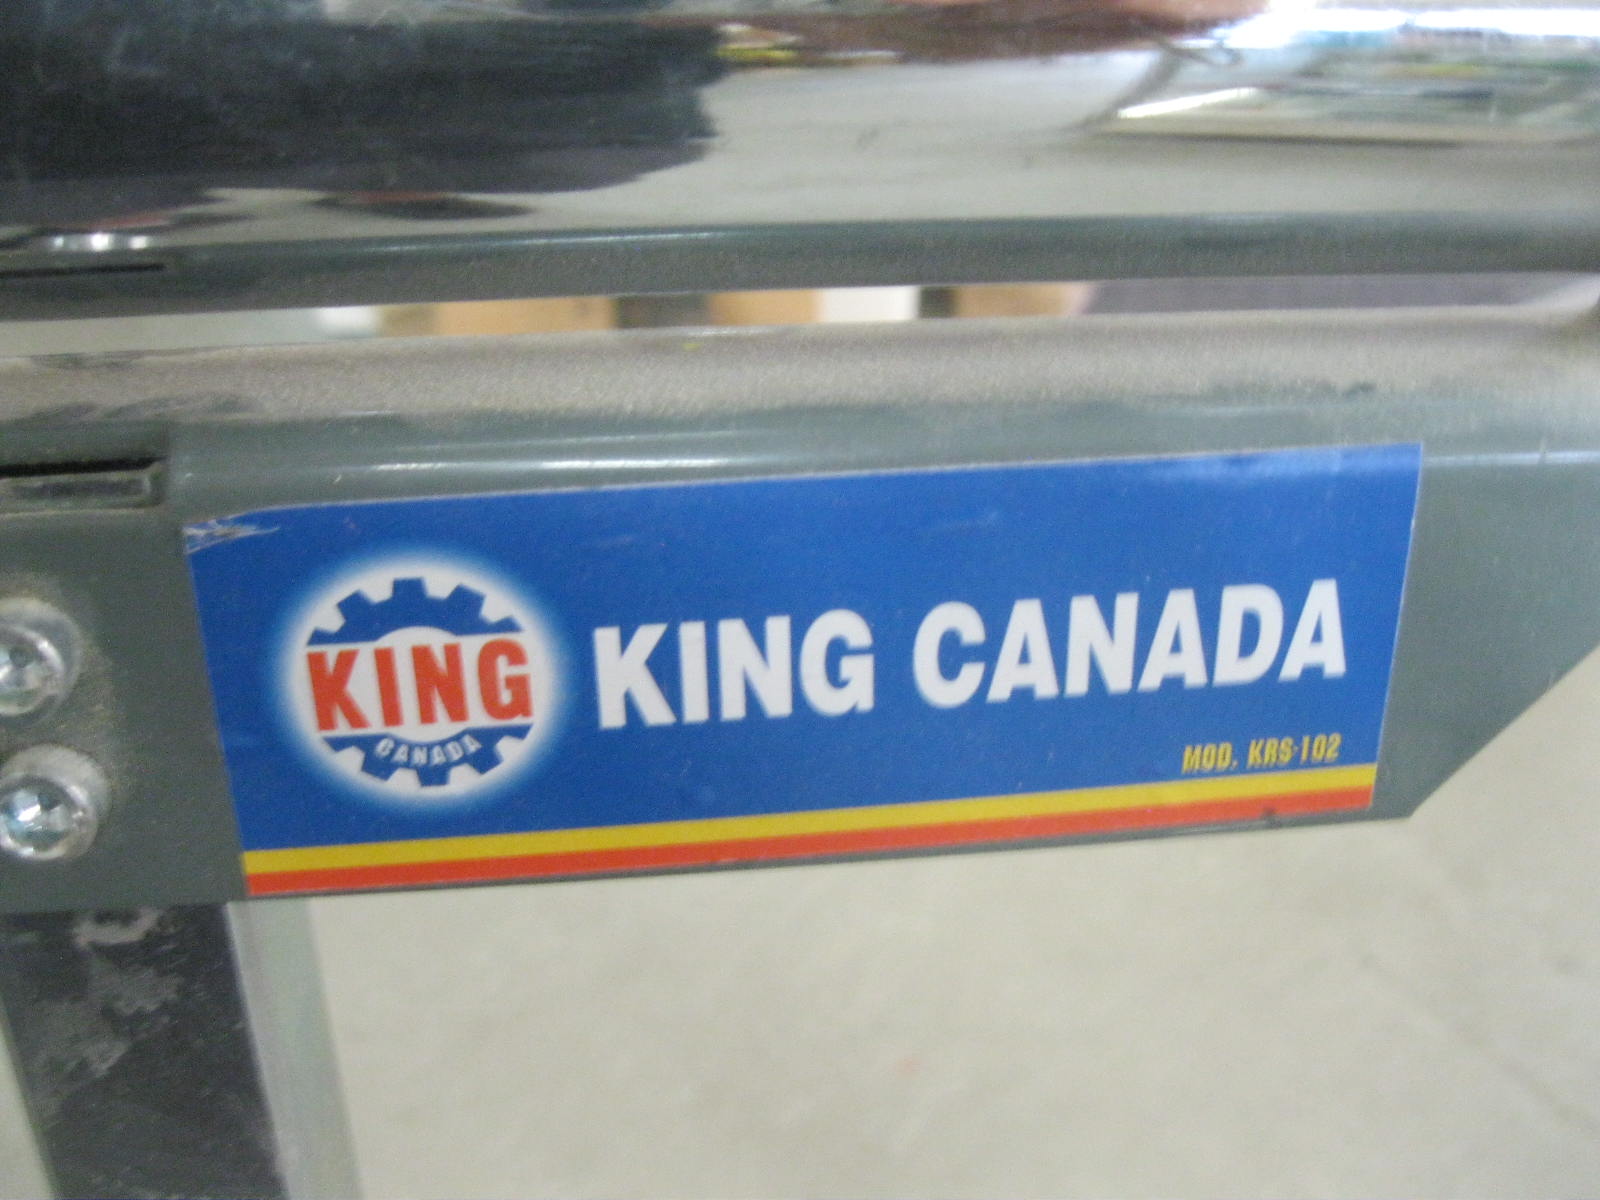 KING
CANADA
KING CANADA
MOD. KRS-102